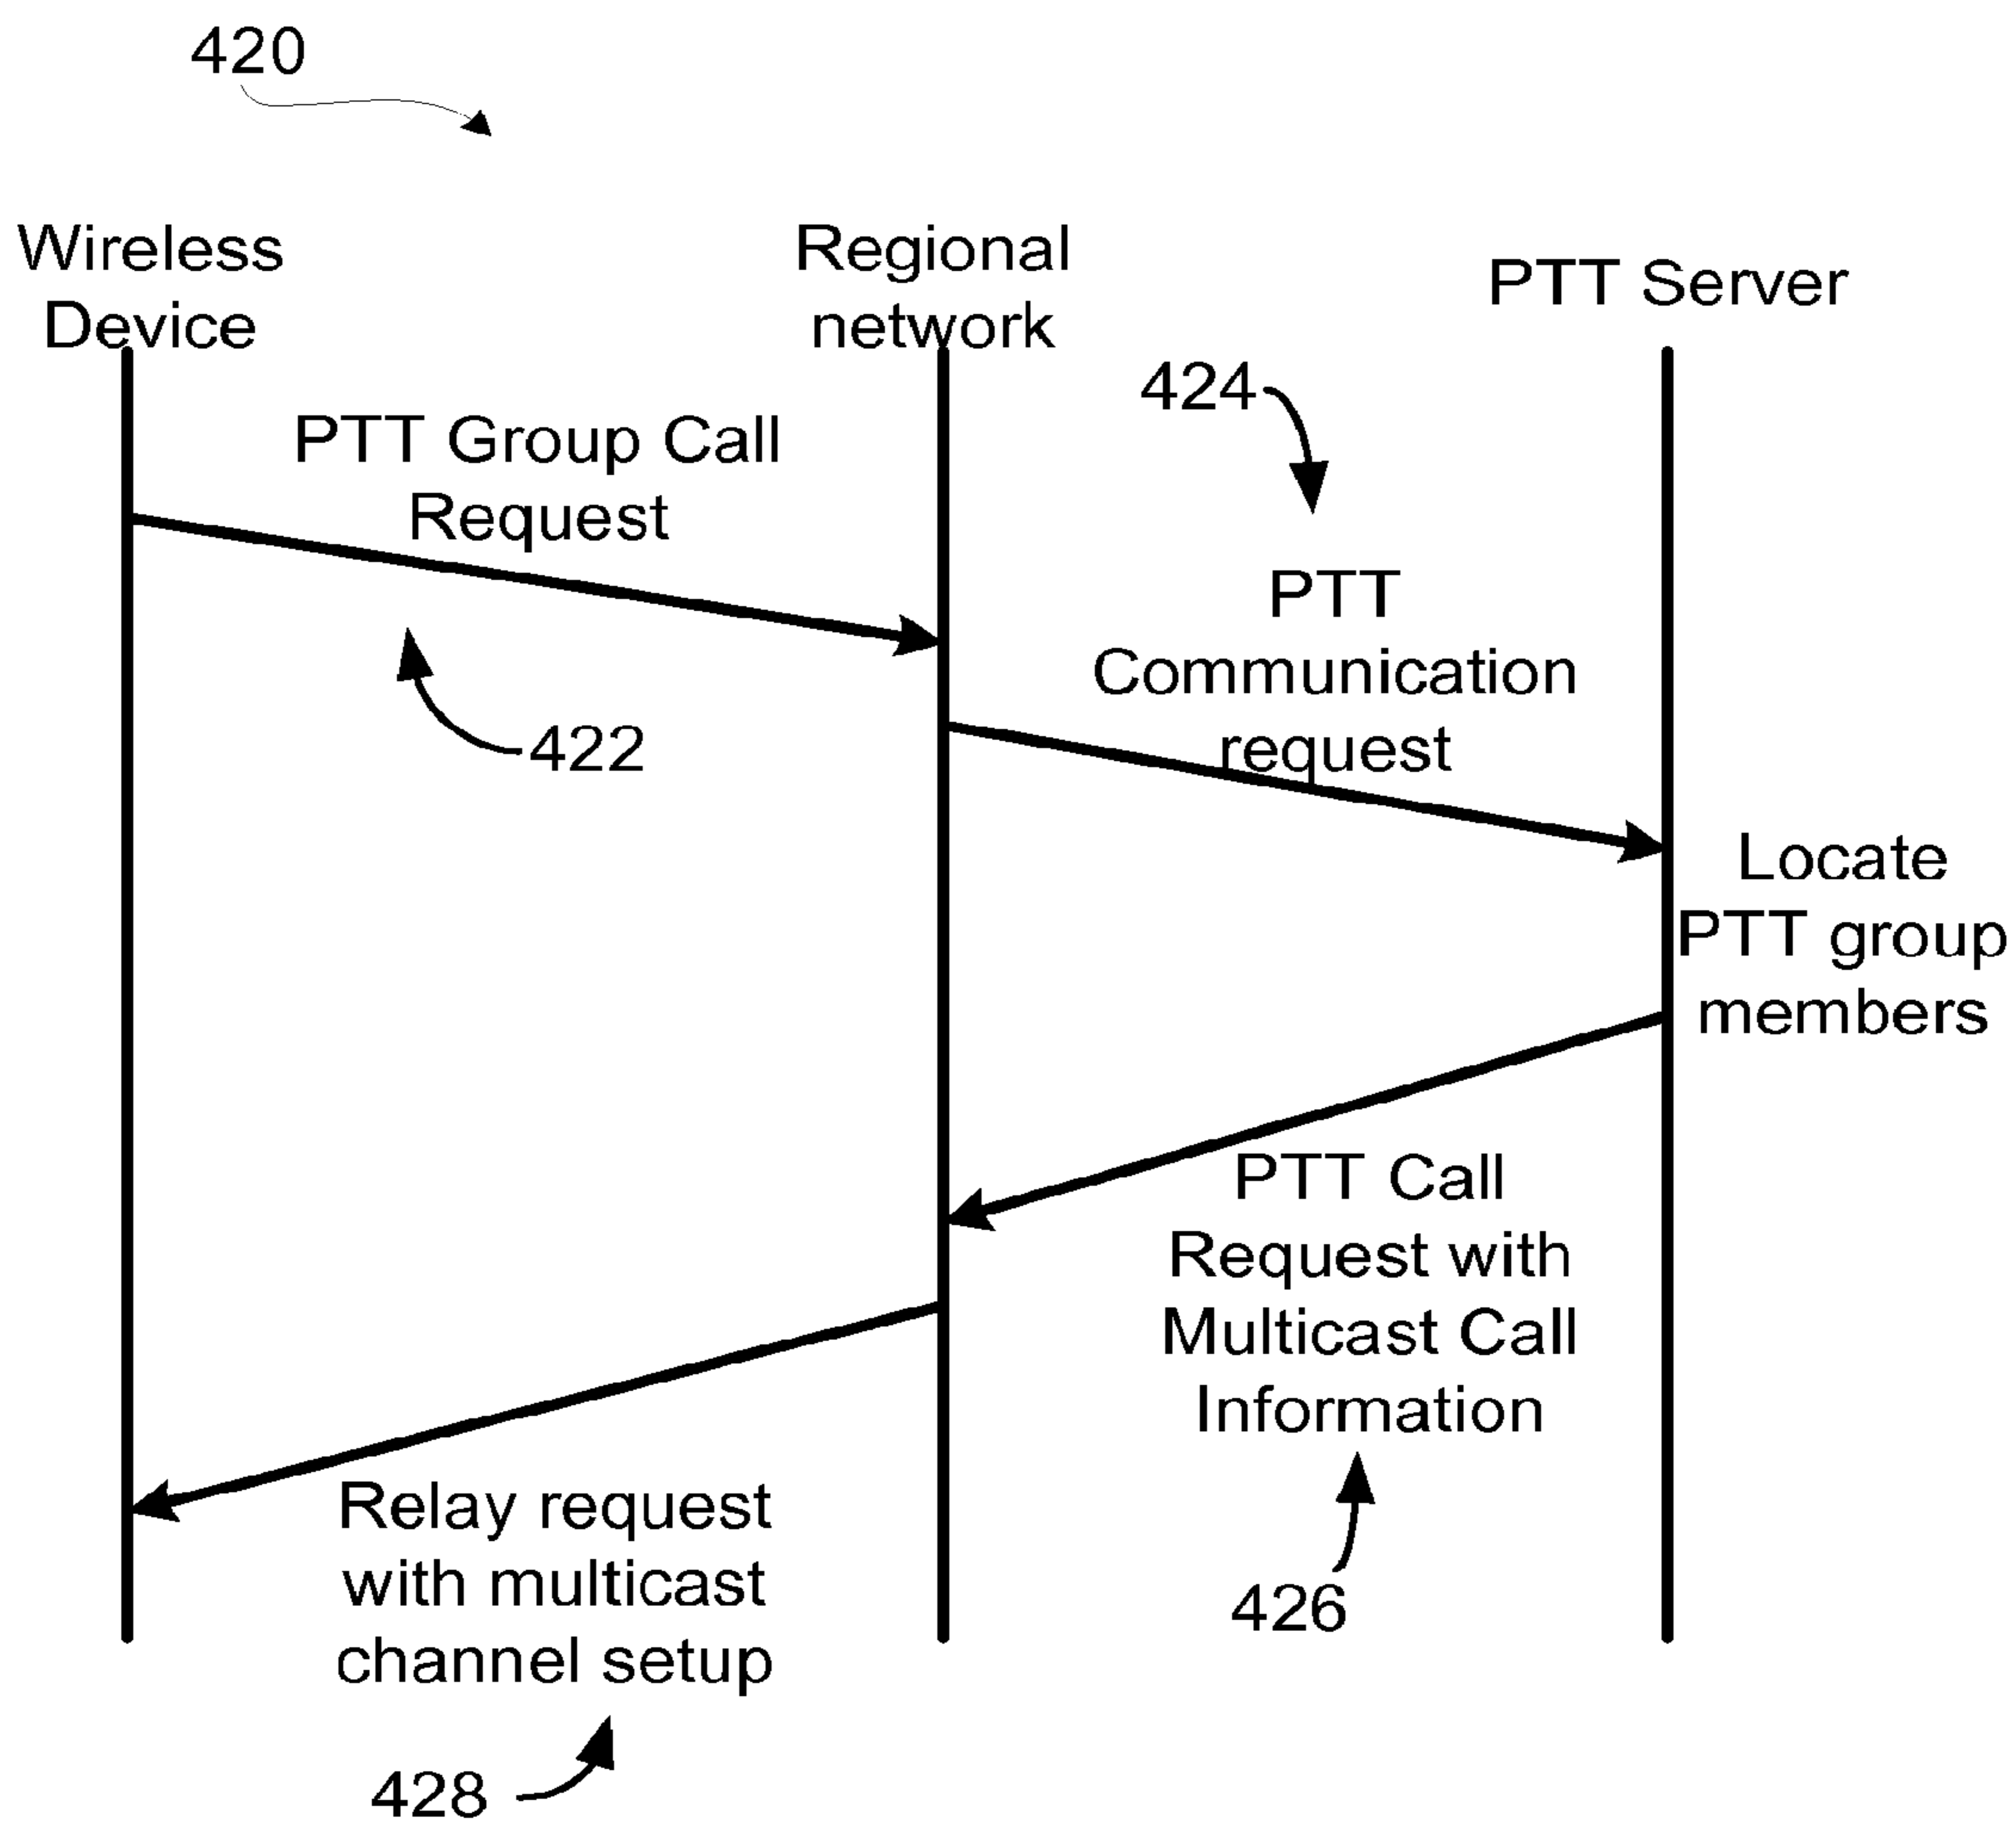 420
Wireless
Device
Regional
network
PTT Server
424
PTT Group Call
Request
PTT
Communication
request
422
Locate
PTT group
members
PTT Call
Request with
Multicast Call
Information
Relay request
with multicast
channel setup
426
428